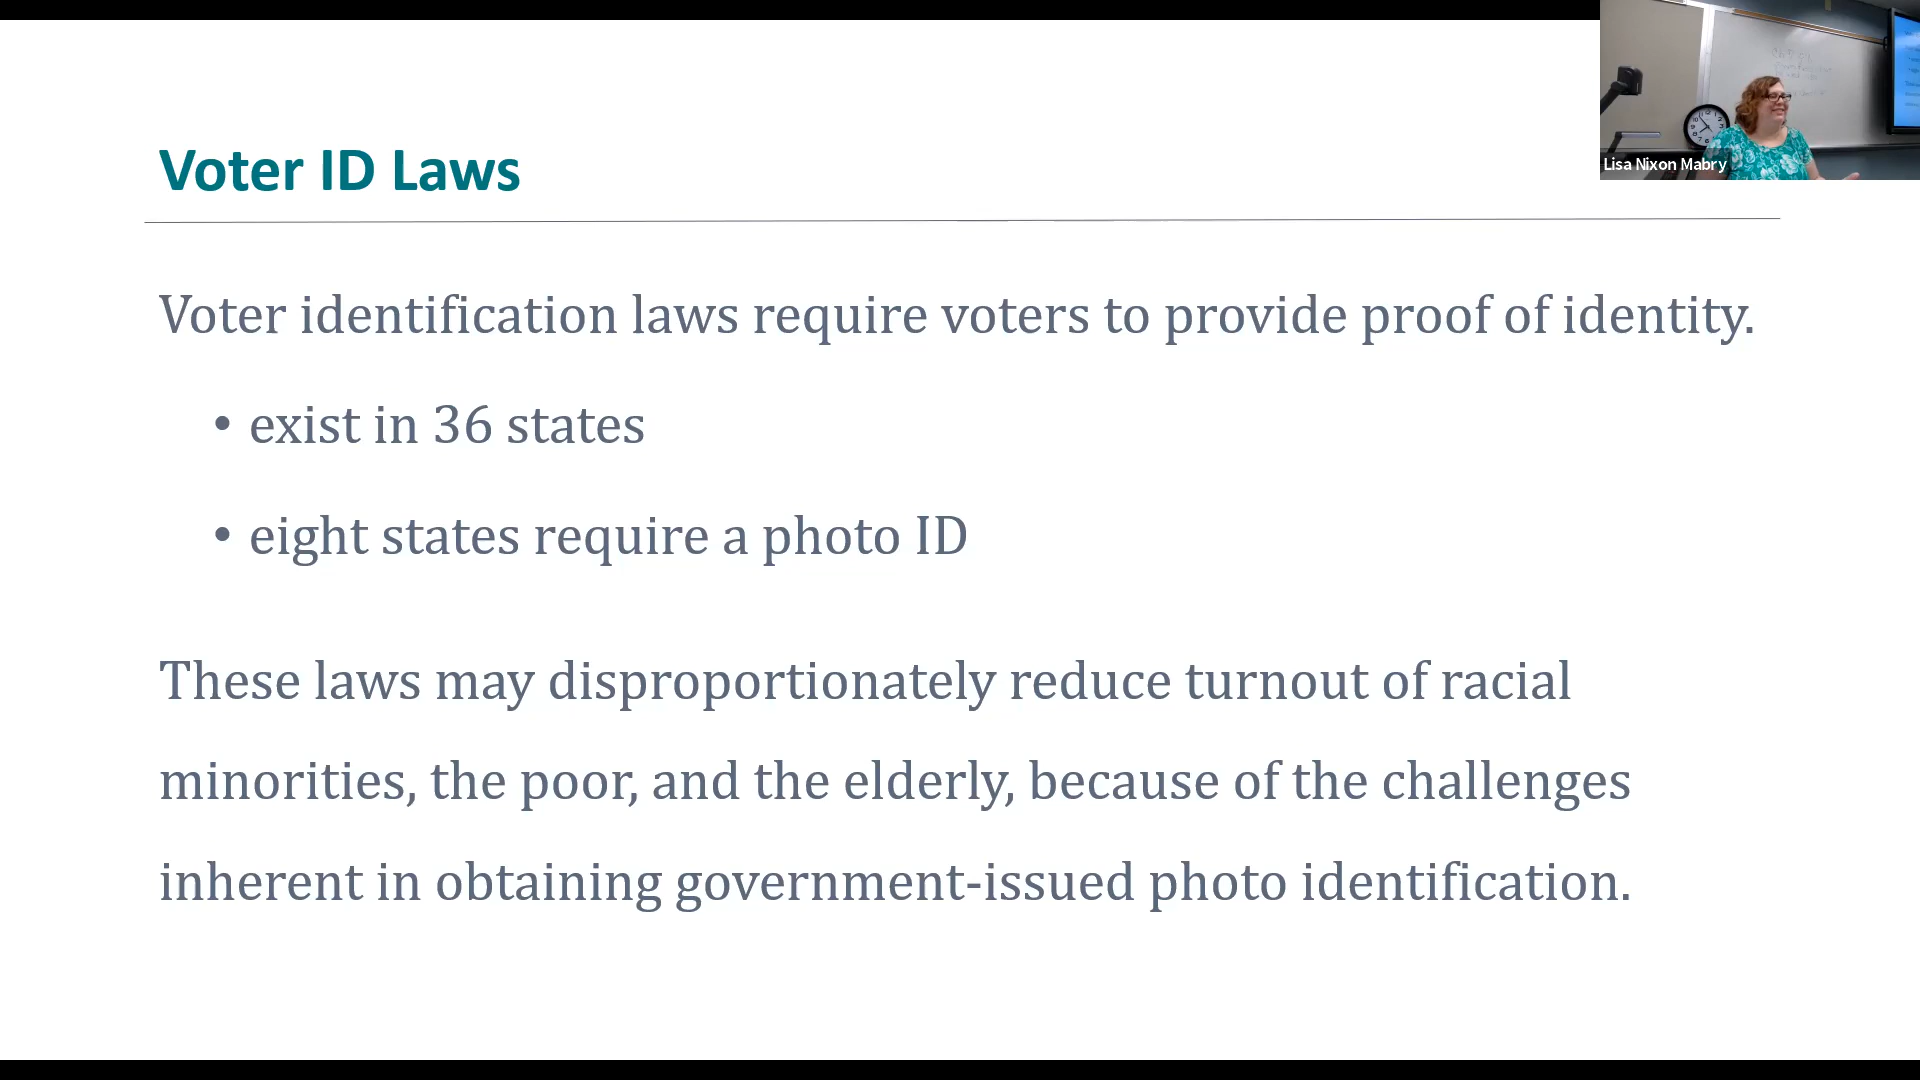 Voter ID Laws
Lisa Nixon Mabry
Voter identification laws require voters to provide proof of identity.
• exist in 36 states
• eight states require a photo ID
These laws may disproportionately reduce turnout of racial
minorities, the poor, and the elderly, because of the challenges
inherent in obtaining government-issued photo identification.